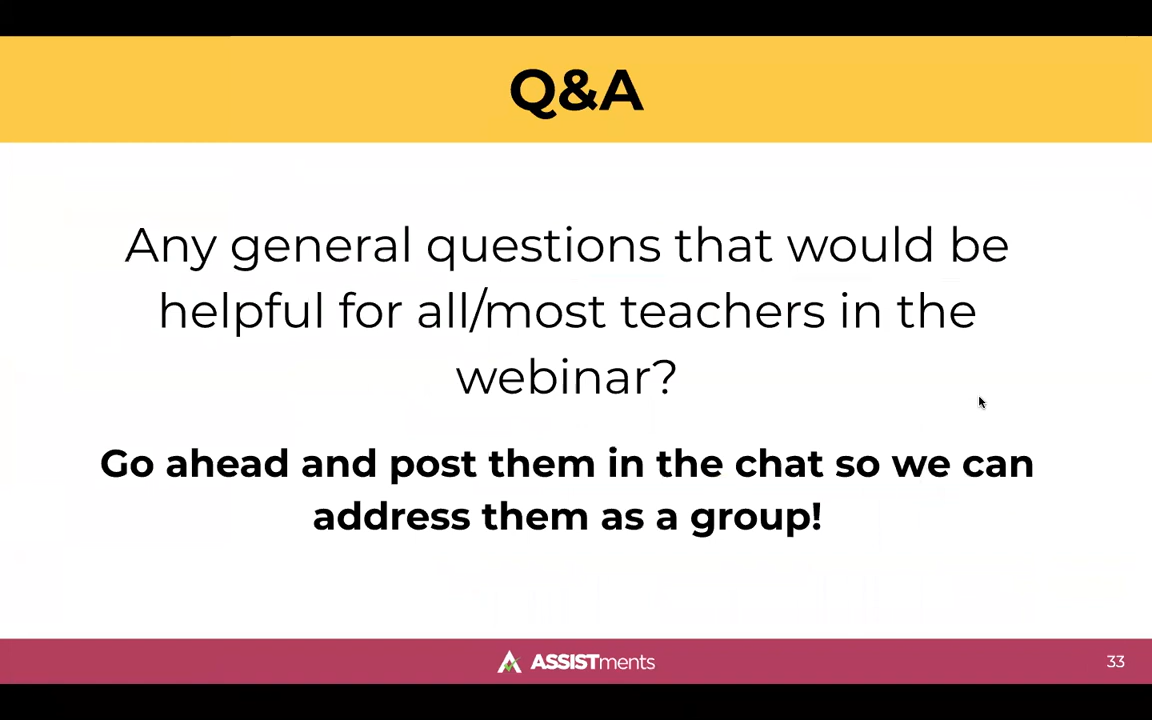 Q&A
Any general questions that would be
helpful for all/most teachers in the
webinar?
Go ahead and post them in the chat so we can
address them as a group!
ASSISTments
33